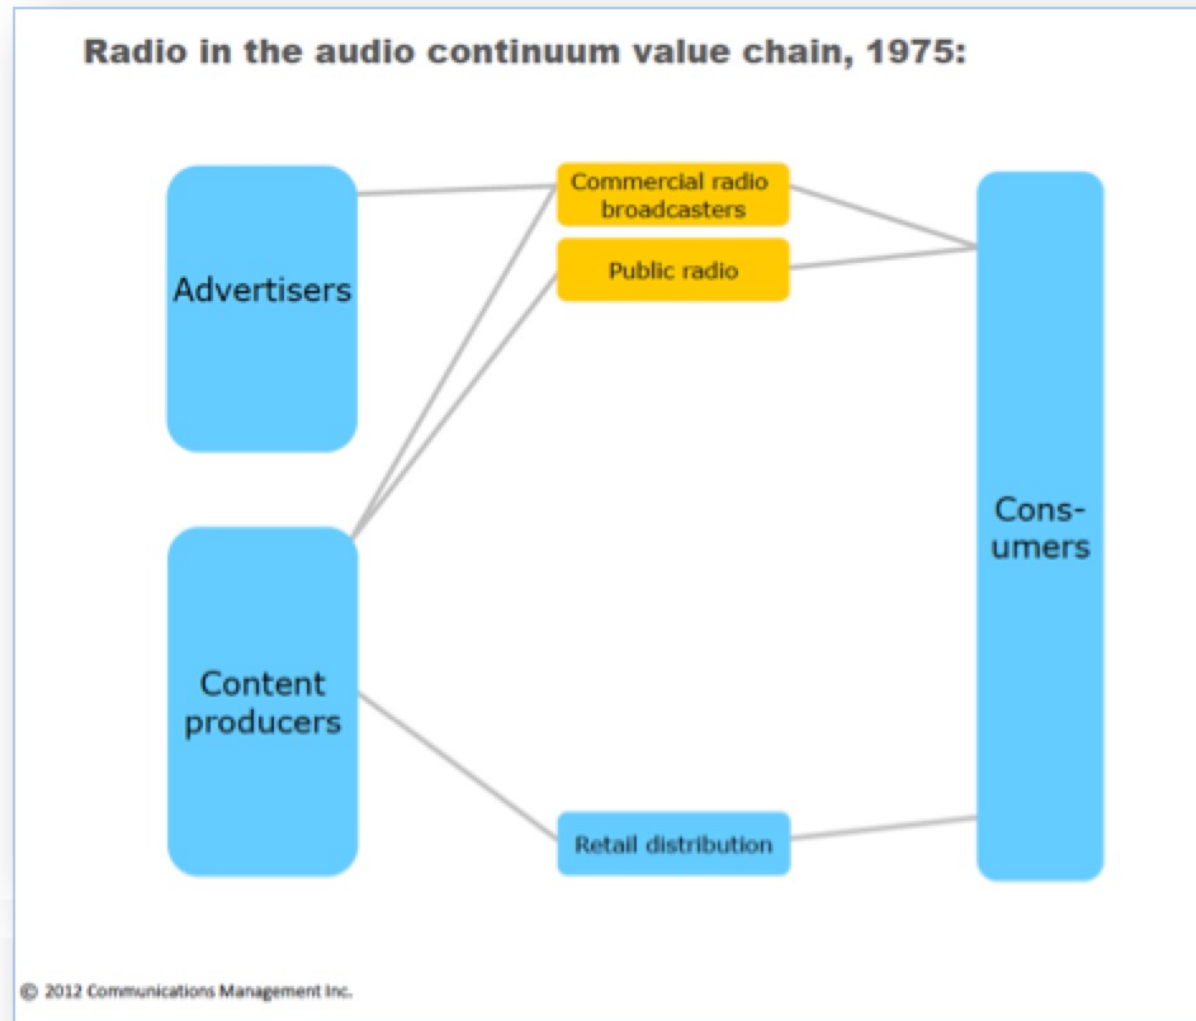 Radio in the audio continuum value chain, 1975:
Commercial radio
broadcasters
Public radio
Advertisers
Cons-
umers
Content
producers
Retail distribution
© 2012 Communications Management Inc.